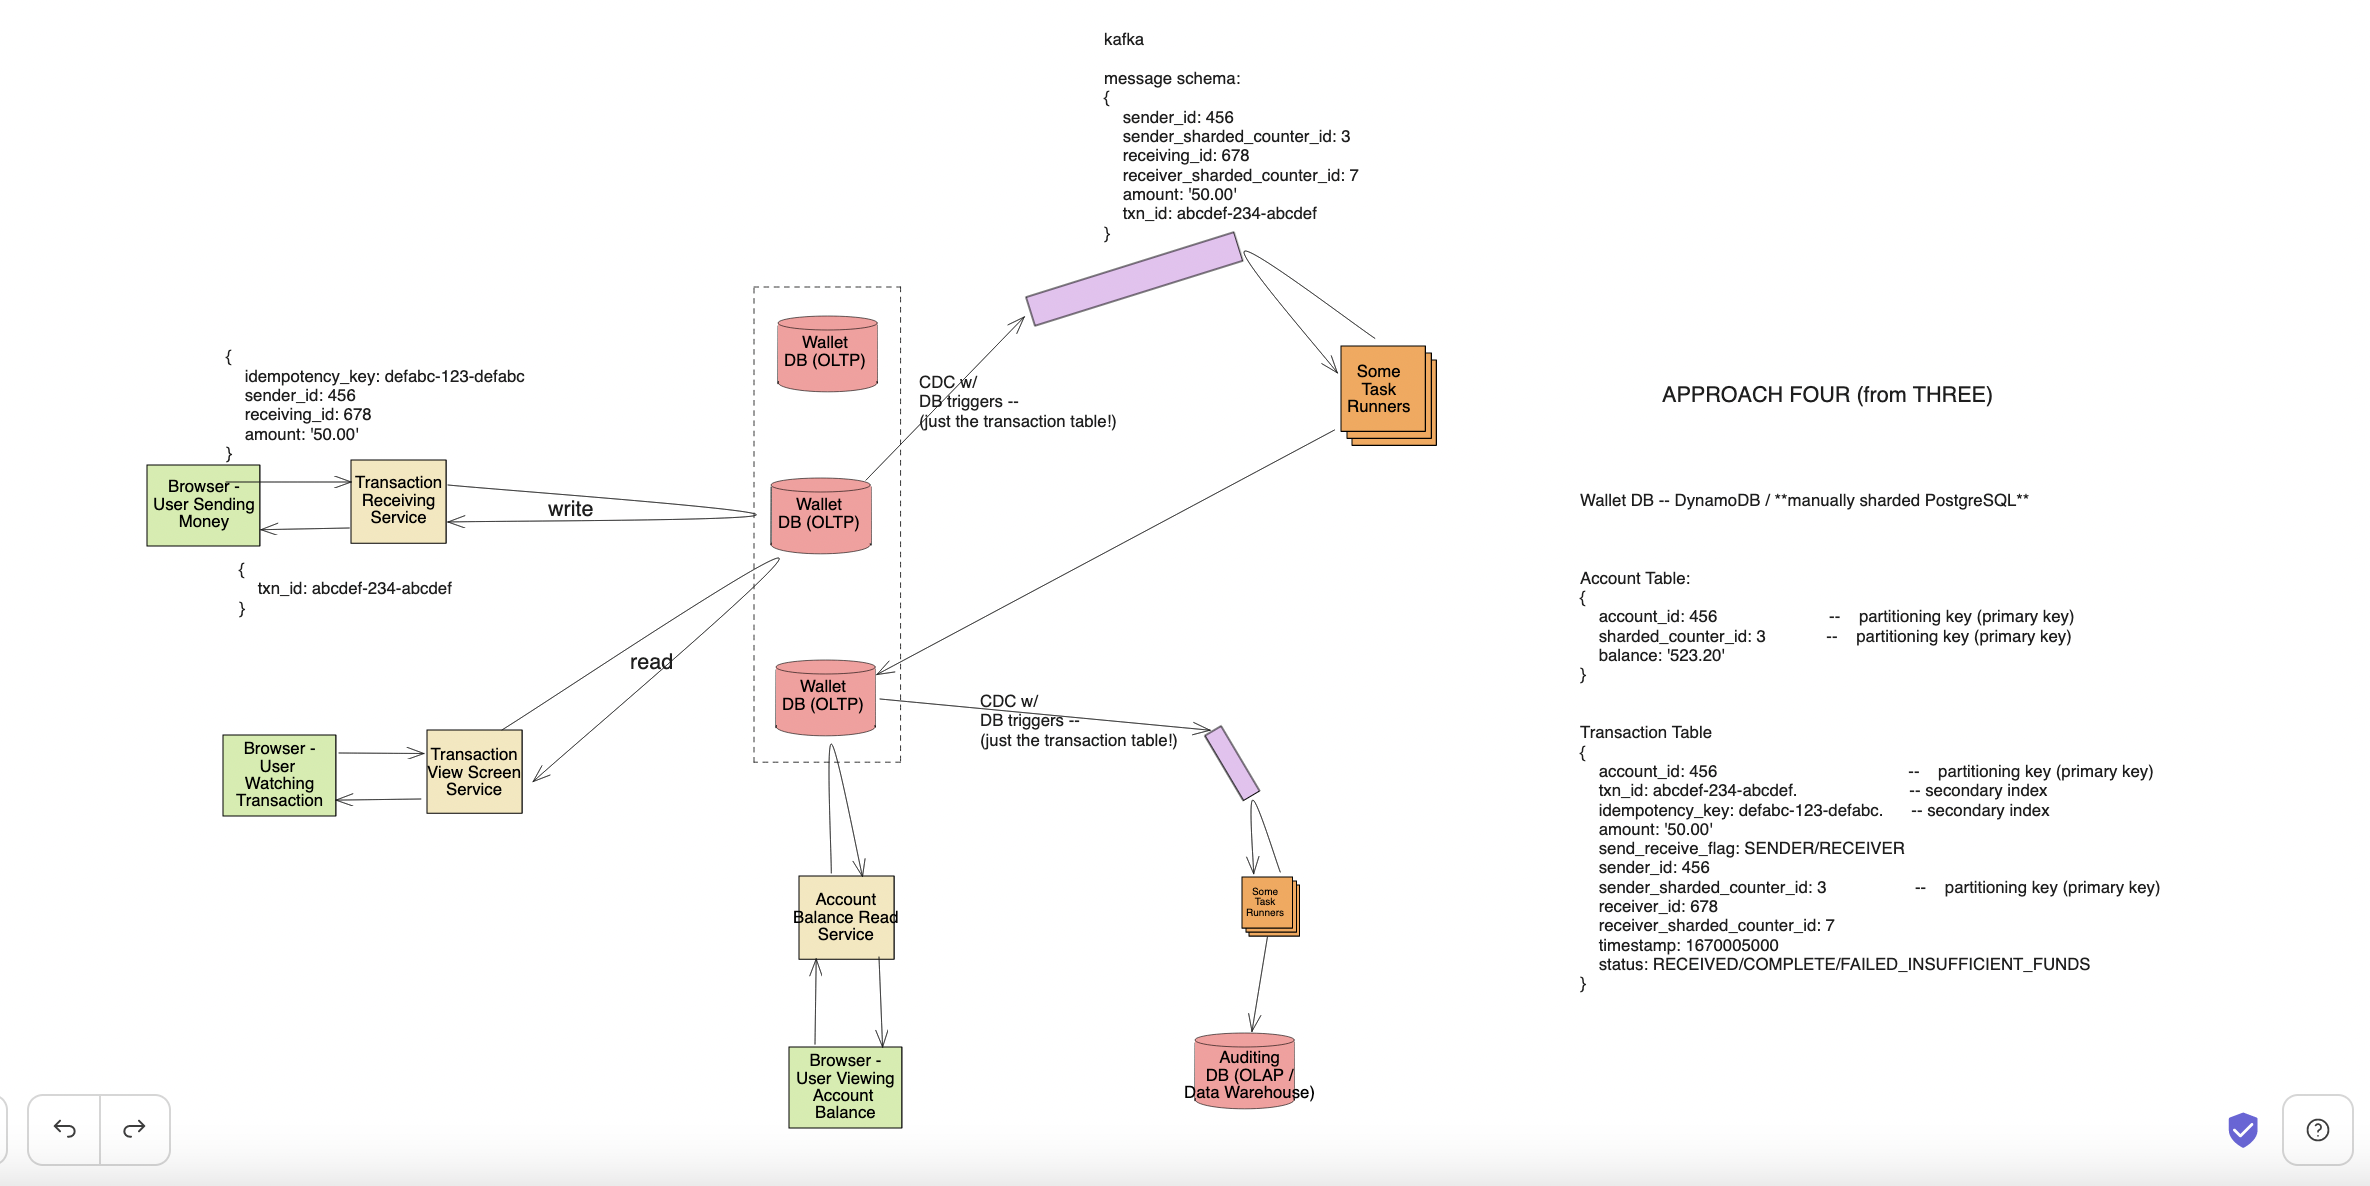 kafka
message schema:
{
sender_id: 456
sender_sharded_counter_id: 3
receiving_id: 678
receiver_sharded_counter_id: 7
amount: '50.00'
txn_id: abcdef-234-abcdef
}
{
idempotency_key: defabc-123-defabc
sender_id: 456
receiving_id: 678
amount: '50.00'
}
Browser -
User Sending
Money
Transaction
Receiving
Service
write
{
txn_id: abcdef-234-abcdef
}
read
Browser -
User
Watching
Transaction
Transaction
View Screen
Service
Wallet
DB (OLTP)
Wallet
DB (OLTP)
Wallet
DB (OLTP)
CDC w/
DB triggers --
(just the transaction table!)
Some
Task
Runners
CDC w/
DB triggers --
(just the transaction table!)
Some
Task
Runners
Auditing
DB (OLAP /
Data Warehouse)
Account
Balance Read
Service
Browser -
User Viewing
Account
Balance
APPROACH FOUR (from THREE)
Wallet DB -- DynamoDB / **manually sharded PostgreSQL**
Account Table:
{
account_id: 456 -- partitioning key (primary key)
sharded_counter_id: 3 -- partitioning key (primary key)
balance: '523.20'
}
Transaction Table
{
account_id: 456 -- partitioning key (primary key)
txn_id: abcdef-234-abcdef. -- secondary index
idempotency_key: defabc-123-defabc. -- secondary index
amount: '50.00'
send_receive_flag: SENDER/RECEIVER
sender_id: 456
sender_sharded_counter_id: 3 -- partitioning key (primary key)
receiver_id: 678
receiver_sharded_counter_id: 7
timestamp: 1670005000
status: RECEIVED/COMPLETE/FAILED_INSUFFICIENT_FUNDS
}